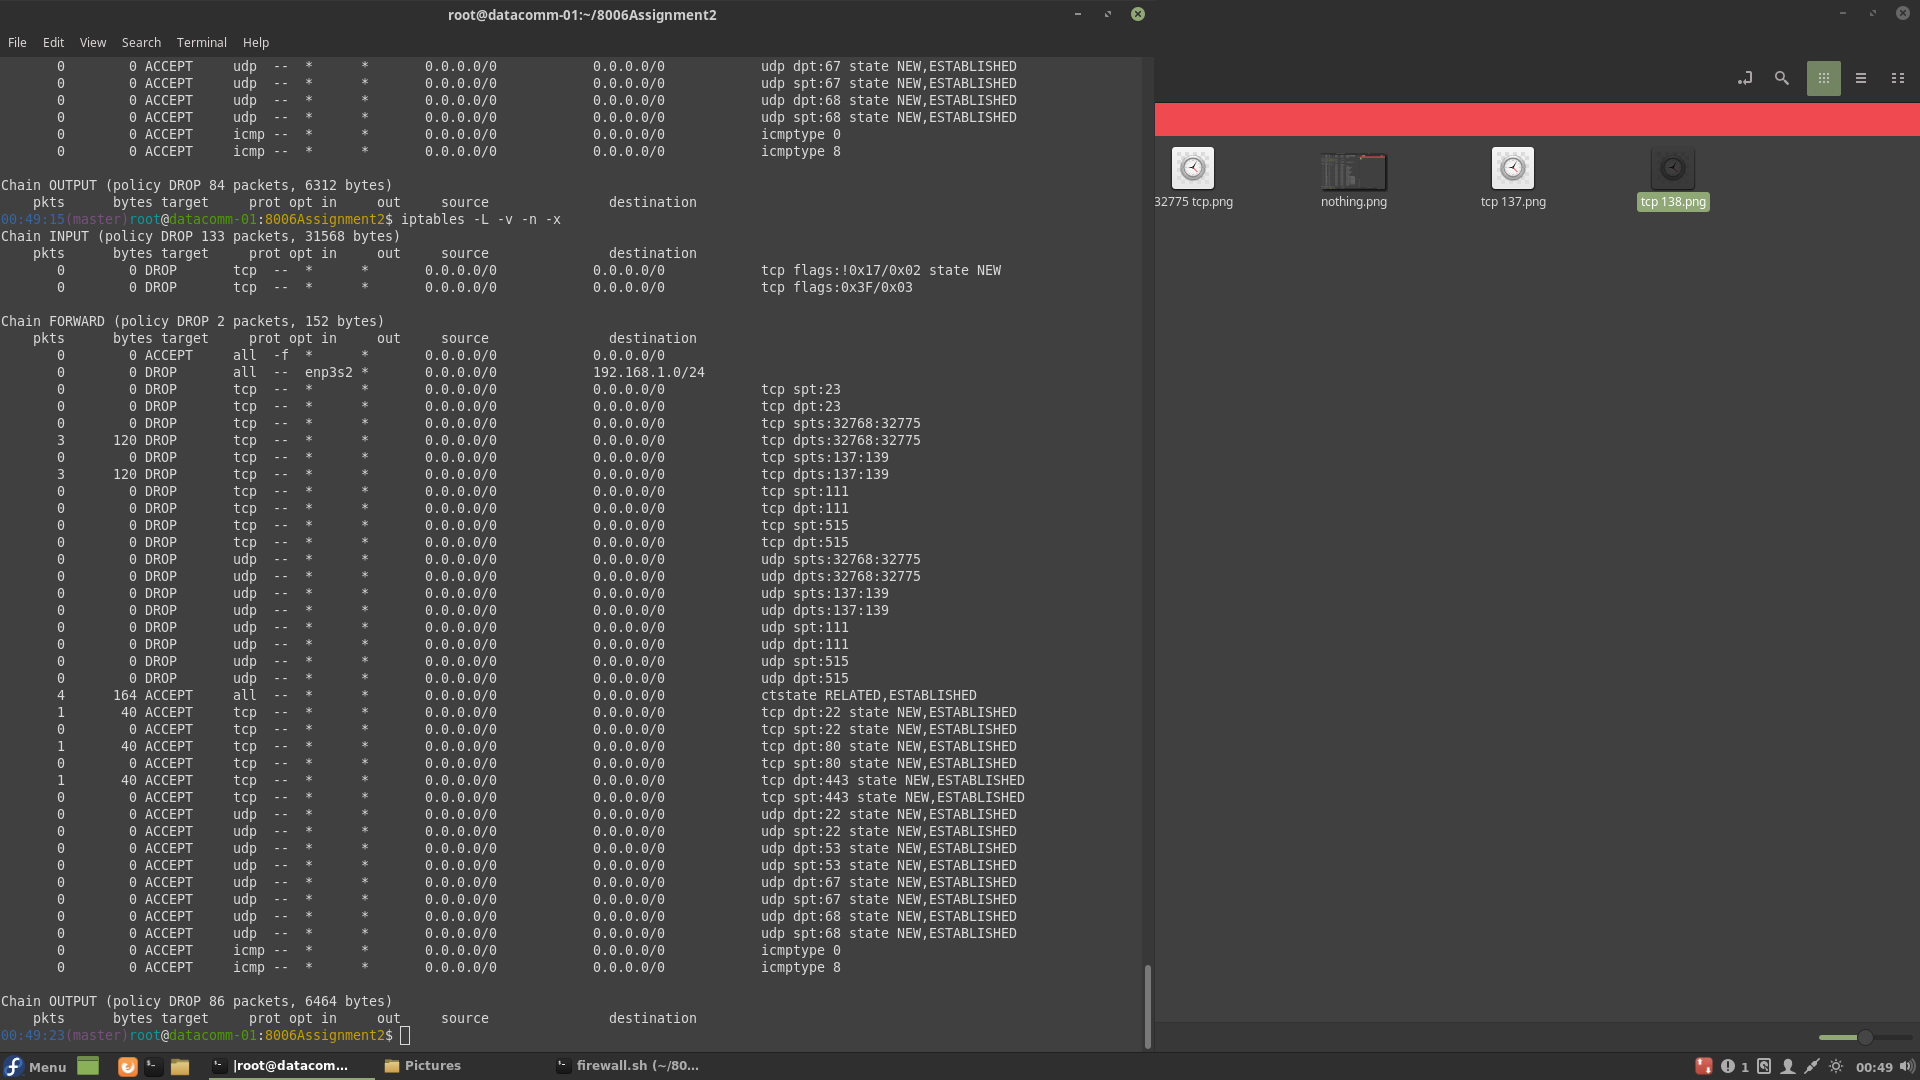 root@datacomm-01:~/8006Assignment2
File Edit View Search Terminal Help
0 0 ACCEPT udp -- * * 0.0.0.0/0 0.0.0.0/0 udp dpt:67 state NEW,ESTABLISHED
0 0 ACCEPT udp -- * * 0.0.0.0/0 0.0.0.0/0 udp spt:67 state NEW,ESTABLISHED
0 0 ACCEPT udp -- * * 0.0.0.0/0 0.0.0.0/0 udp dpt:68 state NEW,ESTABLISHED
0 0 ACCEPT udp -- * * 0.0.0.0/0 0.0.0.0/0 udp spt:68 state NEW,ESTABLISHED
0 0 ACCEPT icmp -- * * 0.0.0.0/0 0.0.0.0/0 icmptype 0
0 0 ACCEPT icmp -- * * 0.0.0.0/0 0.0.0.0/0 icmptype 8
Chain OUTPUT (policy DROP 84 packets, 6312 bytes)
pkts bytes target prot opt in out source destination
00:49:15(master)root@datacomm-01:8006Assignment2$ iptables -L -v -n -x
Chain INPUT (policy DROP 133 packets, 31568 bytes)
pkts bytes target prot opt in out source destination
0 0 DROP tcp -- * * 0.0.0.0/0 0.0.0.0/0 tcp flags:!0x17/0x02 state NEW
0 0 DROP tcp -- * * 0.0.0.0/0 0.0.0.0/0 tcp flags:0x3F/0x03
Chain FORWARD (policy DROP 2 packets, 152 bytes)
pkts bytes target prot opt in out source destination
0 0 ACCEPT all -f * * 0.0.0.0/0 0.0.0.0/0
0 0 DROP all -- enp3s2 * 0.0.0.0/0 192.168.1.0/24
0 0 DROP tcp -- * * 0.0.0.0/0 0.0.0.0/0 tcp spt:23
0 0 DROP tcp -- * * 0.0.0.0/0 0.0.0.0/0 tcp dpt:23
0 0 DROP tcp -- * * 0.0.0.0/0 0.0.0.0/0 tcp spts:32768:32775
3 120 DROP tcp -- * * 0.0.0.0/0 0.0.0.0/0 tcp dpts:32768:32775
0 0 DROP tcp -- * * 0.0.0.0/0 0.0.0.0/0 tcp spts:137:139
3 120 DROP tcp -- * * 0.0.0.0/0 0.0.0.0/0 tcp dpts:137:139
0 0 DROP tcp -- * * 0.0.0.0/0 0.0.0.0/0 tcp spt:111
0 0 DROP tcp -- * * 0.0.0.0/0 0.0.0.0/0 tcp dpt:111
0 0 DROP tcp -- * * 0.0.0.0/0 0.0.0.0/0 tcp spt:515
0 0 DROP tcp -- * * 0.0.0.0/0 0.0.0.0/0 tcp dpt:515
0 0 DROP udp -- * * 0.0.0.0/0 0.0.0.0/0 udp spts:32768:32775
0 0 DROP udp -- * * 0.0.0.0/0 0.0.0.0/0 udp dpts:32768:32775
0 0 DROP udp -- * * 0.0.0.0/0 0.0.0.0/0 udp spts:137:139
0 0 DROP udp -- * * 0.0.0.0/0 0.0.0.0/0 udp dpts:137:139
0 0 DROP udp -- * * 0.0.0.0/0 0.0.0.0/0 udp spt:111
0 0 DROP udp -- * * 0.0.0.0/0 0.0.0.0/0 udp dpt:111
0 0 DROP udp -- * * 0.0.0.0/0 0.0.0.0/0 udp spt:515
0 0 DROP udp -- * * 0.0.0.0/0 0.0.0.0/0 udp dpt:515
4 164 ACCEPT all -- * * 0.0.0.0/0 0.0.0.0/0 ctstate RELATED,ESTABLISHED
1 40 ACCEPT tcp -- * * 0.0.0.0/0 0.0.0.0/0 tcp dpt:22 state NEW,ESTABLISHED
0 0 ACCEPT tcp -- * * 0.0.0.0/0 0.0.0.0/0 tcp spt:22 state NEW,ESTABLISHED
1 40 ACCEPT tcp -- * * 0.0.0.0/0 0.0.0.0/0 tcp dpt:80 state NEW,ESTABLISHED
0 0 ACCEPT tcp -- * * 0.0.0.0/0 0.0.0.0/0 tcp spt:80 state NEW,ESTABLISHED
1 40 ACCEPT tcp -- * * 0.0.0.0/0 0.0.0.0/0 tcp dpt:443 state NEW,ESTABLISHED
0 0 ACCEPT tcp -- * * 0.0.0.0/0 0.0.0.0/0 tcp spt:443 state NEW,ESTABLISHED
0 0 ACCEPT udp -- * * 0.0.0.0/0 0.0.0.0/0 udp dpt:22 state NEW,ESTABLISHED
0 0 ACCEPT udp -- * * 0.0.0.0/0 0.0.0.0/0 udp spt:22 state NEW,ESTABLISHED
0 0 ACCEPT udp -- * * 0.0.0.0/0 0.0.0.0/0 udp dpt:53 state NEW,ESTABLISHED
0 0 ACCEPT udp -- * * 0.0.0.0/0 0.0.0.0/0 udp spt:53 state NEW,ESTABLISHED
0 0 ACCEPT udp -- * * 0.0.0.0/0 0.0.0.0/0 udp dpt:67 state NEW,ESTABLISHED
0 0 ACCEPT udp -- * * 0.0.0.0/0 0.0.0.0/0 udp spt:67 state NEW,ESTABLISHED
0 0 ACCEPT udp -- * * 0.0.0.0/0 0.0.0.0/0 udp dpt:68 state NEW,ESTABLISHED
0 0 ACCEPT udp -- * * 0.0.0.0/0 0.0.0.0/0 udp spt:68 state NEW,ESTABLISHED
0 0 ACCEPT icmp -- * * 0.0.0.0/0 0.0.0.0/0 icmptype 0
0 0 ACCEPT icmp -- * * 0.0.0.0/0 0.0.0.0/0 icmptype 8
Chain OUTPUT (policy DROP 86 packets, 6464 bytes)
pkts bytes target prot opt in out source destination
00:49:23(master)root@datacomm-01:8006Assignment2$
32775 tcp.png nothing.png tcp 137.png tcp 138.png
Menu |root@datacom... Pictures firewall.sh (~/80... 1 00:49